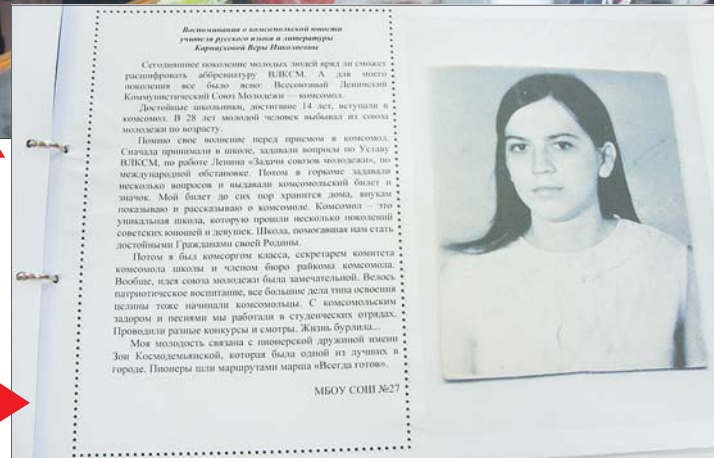 Воспоминания о комсомольской юности
учителя русского языка и литературы
Карнауховой Веры Николаевны
Сегодняшнее поколение молодых людей вряд ли сможет
расшифровать аббревиатуру ВЛКСМ. А для моего
поколения все было ясно: Всесоюзный Ленинский
Коммунистический Союз Молодежи — комсомол.
Достойные школьники, достигшие 14 лет, вступали в
комсомол. В 28 лет молодой человек выбывал из союза
молодежи по возрасту.
Помню свое волнение перед приемом в комсомол.
Сначала принимали в школе, задавали вопросы по Уставу
ВЛКСМ, по работе Ленина «Задачи союзов молодежи», по
международной обстановке. Потом в горкоме задавали
несколько вопросов и выдавали комсомольский билет и
значок. Мой билет до сих пор хранится дома, внукам
показываю и рассказываю о комсомоле. Комсомол – это
уникальная школа, которую прошли несколько поколений
советских юношей и девушек. Школа, помогавшая нам стать
достойными Гражданами своей Родины.
Потом я был комсоргом класса, секретарем комитета
комсомола школы и членом бюро райкома комсомола.
Вообще, идея союза молодежи была замечательной. Велось
патриотическое воспитание, все большие дела типа освоения
целины тоже начинали комсомольцы. С комсомольским
задором и песнями мы работали в студенческих отрядах.
Проводили разные конкурсы и смотры. Жизнь бурлила...
Моя молодость связана с пионерской дружиной имени
Зои Космодемьянской, которая была одной из лучших в
городе. Пионеры шли маршрутами марша «Всегда готов».
МБОУ СОШ №27